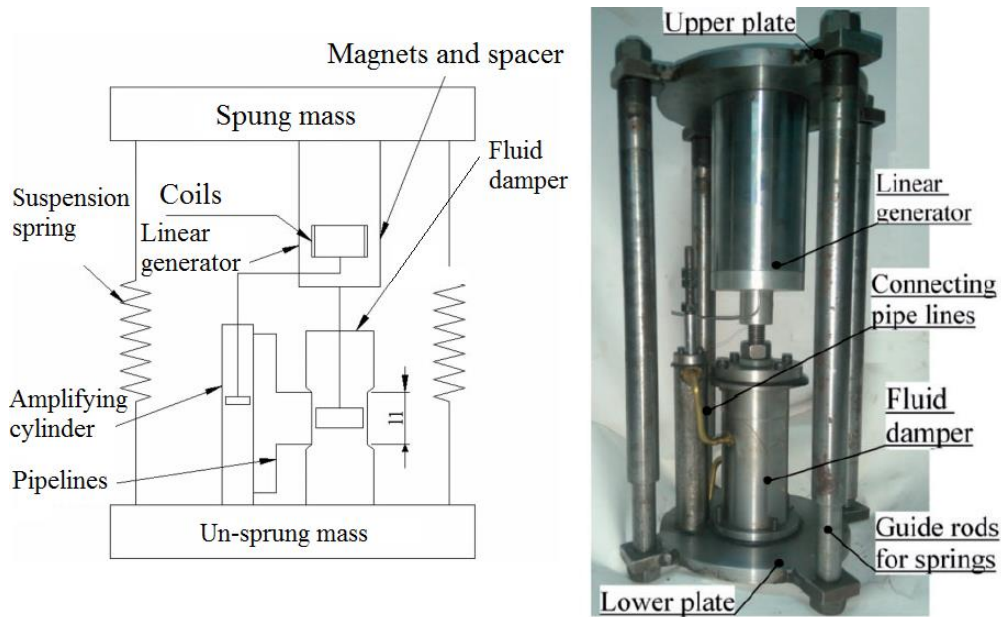 Magnets and spacer
Spung mass
Fluid
damper
Suspension
spring
Coils
Linear
generator
Amplifying
cylinder
l1
Pipelines
Un-sprung mass
Upper plate
Linear
generator
Connecting
pipe lines
Fluid
damper
Guide rods
for springs
Lower plate